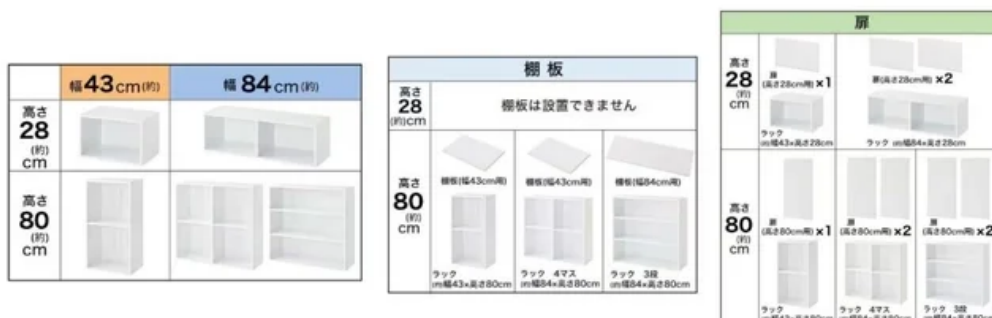 幅43cm(約)
幅 84cm(約)
高さ
28
(約)
cm
高さ
80
(約)
cm
棚 板
高さ
28
(約)cm
棚板は設置できません
高さ
80
(約)
cm
棚板(幅43cm用)
棚板(幅43cm用)
棚板(幅84cm用)
ラック
(約)幅43×高さ80cm
ラック 4マス
(約)幅84×高さ80cm
ラック 3段
(約)幅84×高さ80cm
扉
高さ
28
(約)
cm
扉
(高さ28cm用)×1
扉(高さ28cm用)×2
ラック
(約)幅43×高さ28cm
ラック (約)幅84×高さ28cm
高さ
80
(約)
cm
扉
(高さ80cm用)×1
扉
(高さ80cm用)×2
扉
(高さ80cm用)×2
ラック
ラック 4マス
ラック 3段